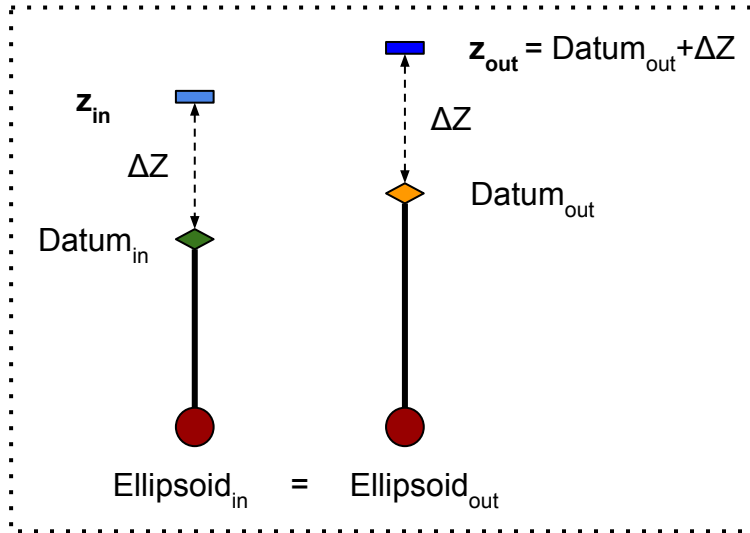 z_out = Datum_out+ΔZ
z_in
ΔZ
ΔZ
Datum_out
Datum_in
Ellipsoid_in = Ellipsoid_out